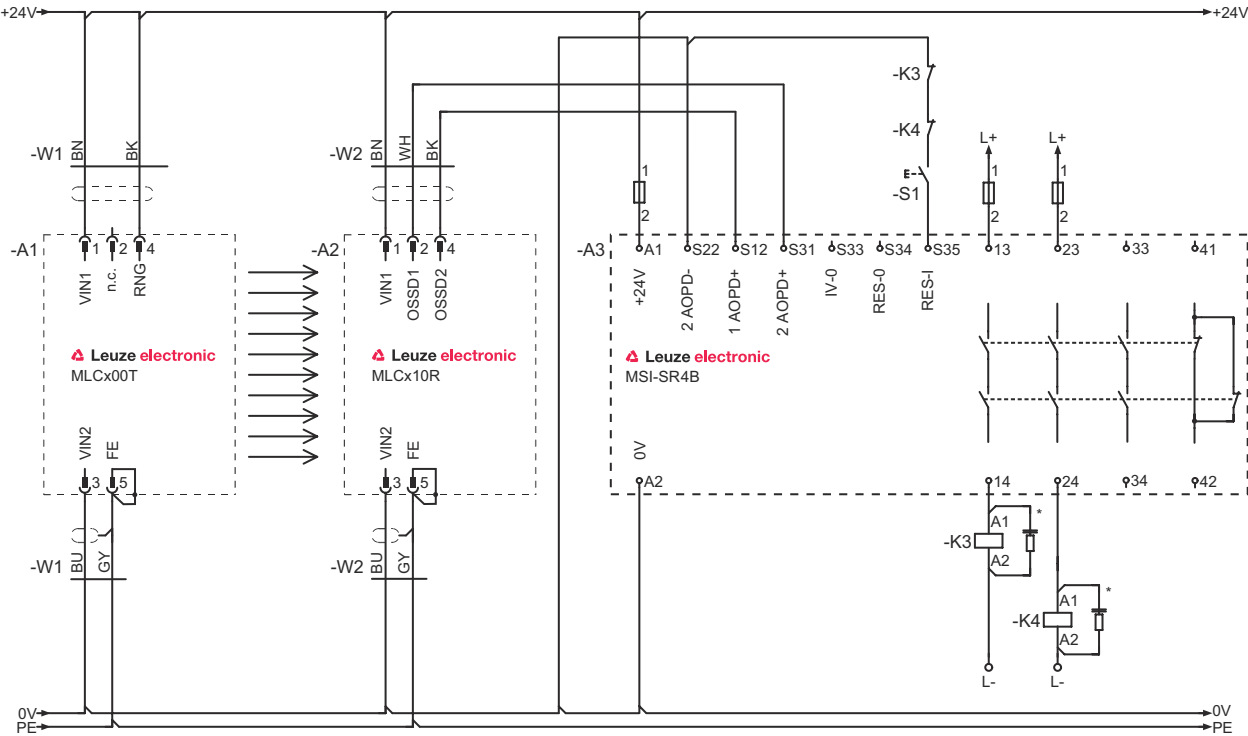 +24V
+24V
-K3
-K4
-S1
-W1
BN
BK
-W2
BN
WH
BK
1
2
L+
1
2
L+
1
2
-A1
1
2
4
VIN1
n.c.
RNG
-A2
1
2
4
VIN1
OSSD1
OSSD2
-A3
A1
S22
S12
S31
S33
S34
S35
13
23
33
41
+24V
2 AOPD-
1 AOPD+
2 AOPD+
IV-0
RES-0
RES-I
Leuze electronic
MLCx00T
Leuze electronic
MLCx10R
Leuze electronic
MSI-SR4B
VIN2
FE
3
5
VIN2
FE
3
5
0V
A2
14
24
34
42
-W1
BU
GY
-W2
BU
GY
-K3
A1
A2
*
-K4
A1
A2
*
L-
L-
0V
0V
PE
PE